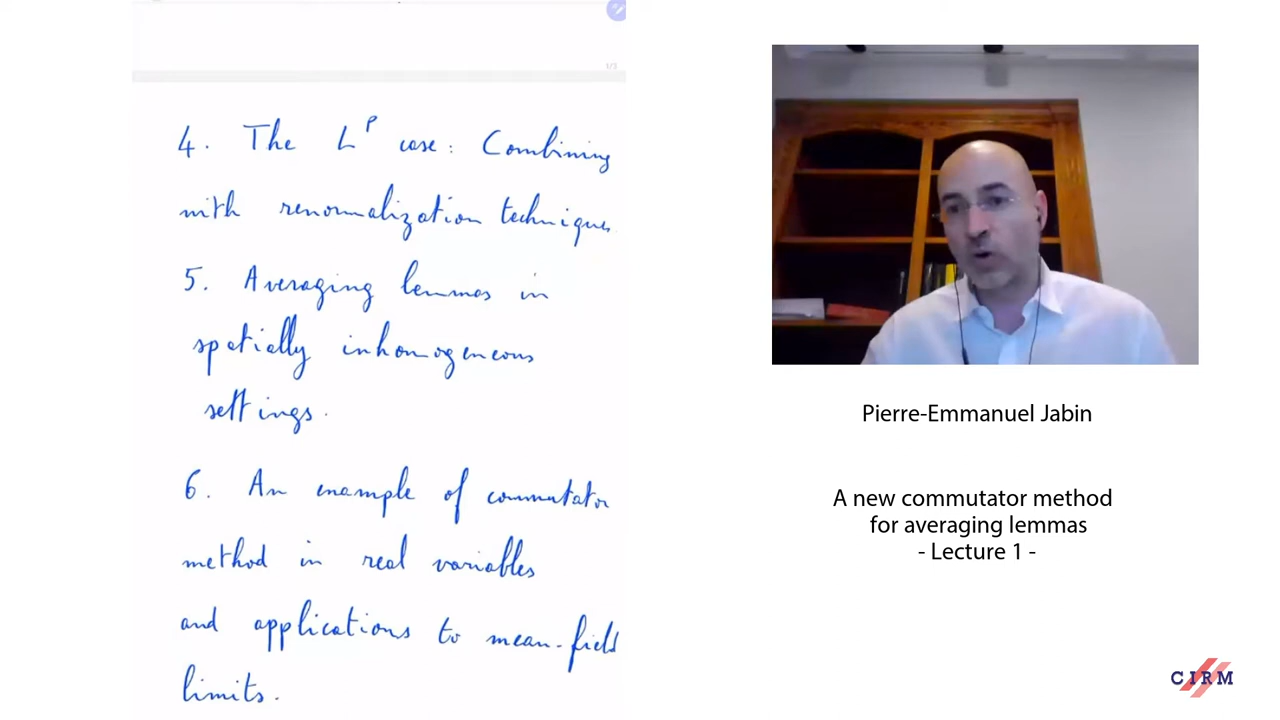 1/3
4. The L^p case: Combining
with renormalization techniques.
5. Averaging lemmas in
spatially inhomogeneous
settings.
6. An example of commutator
method in real variables
and applications to mean-field
limits.
Pierre-Emmanuel Jabin
A new commutator method
for averaging lemmas
- Lecture 1 -
CIRM